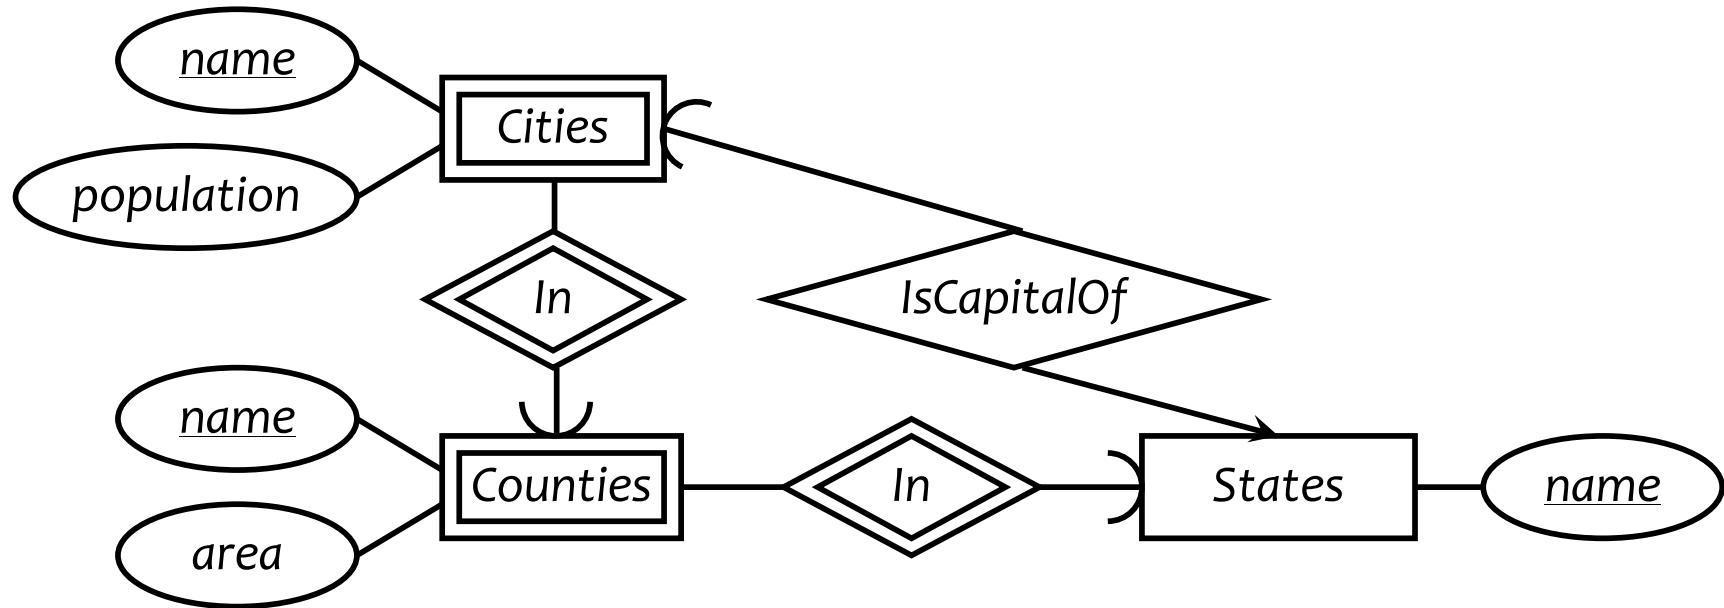 name
Cities
population
In
IsCapitalOf
name
Counties
In
States
name
area